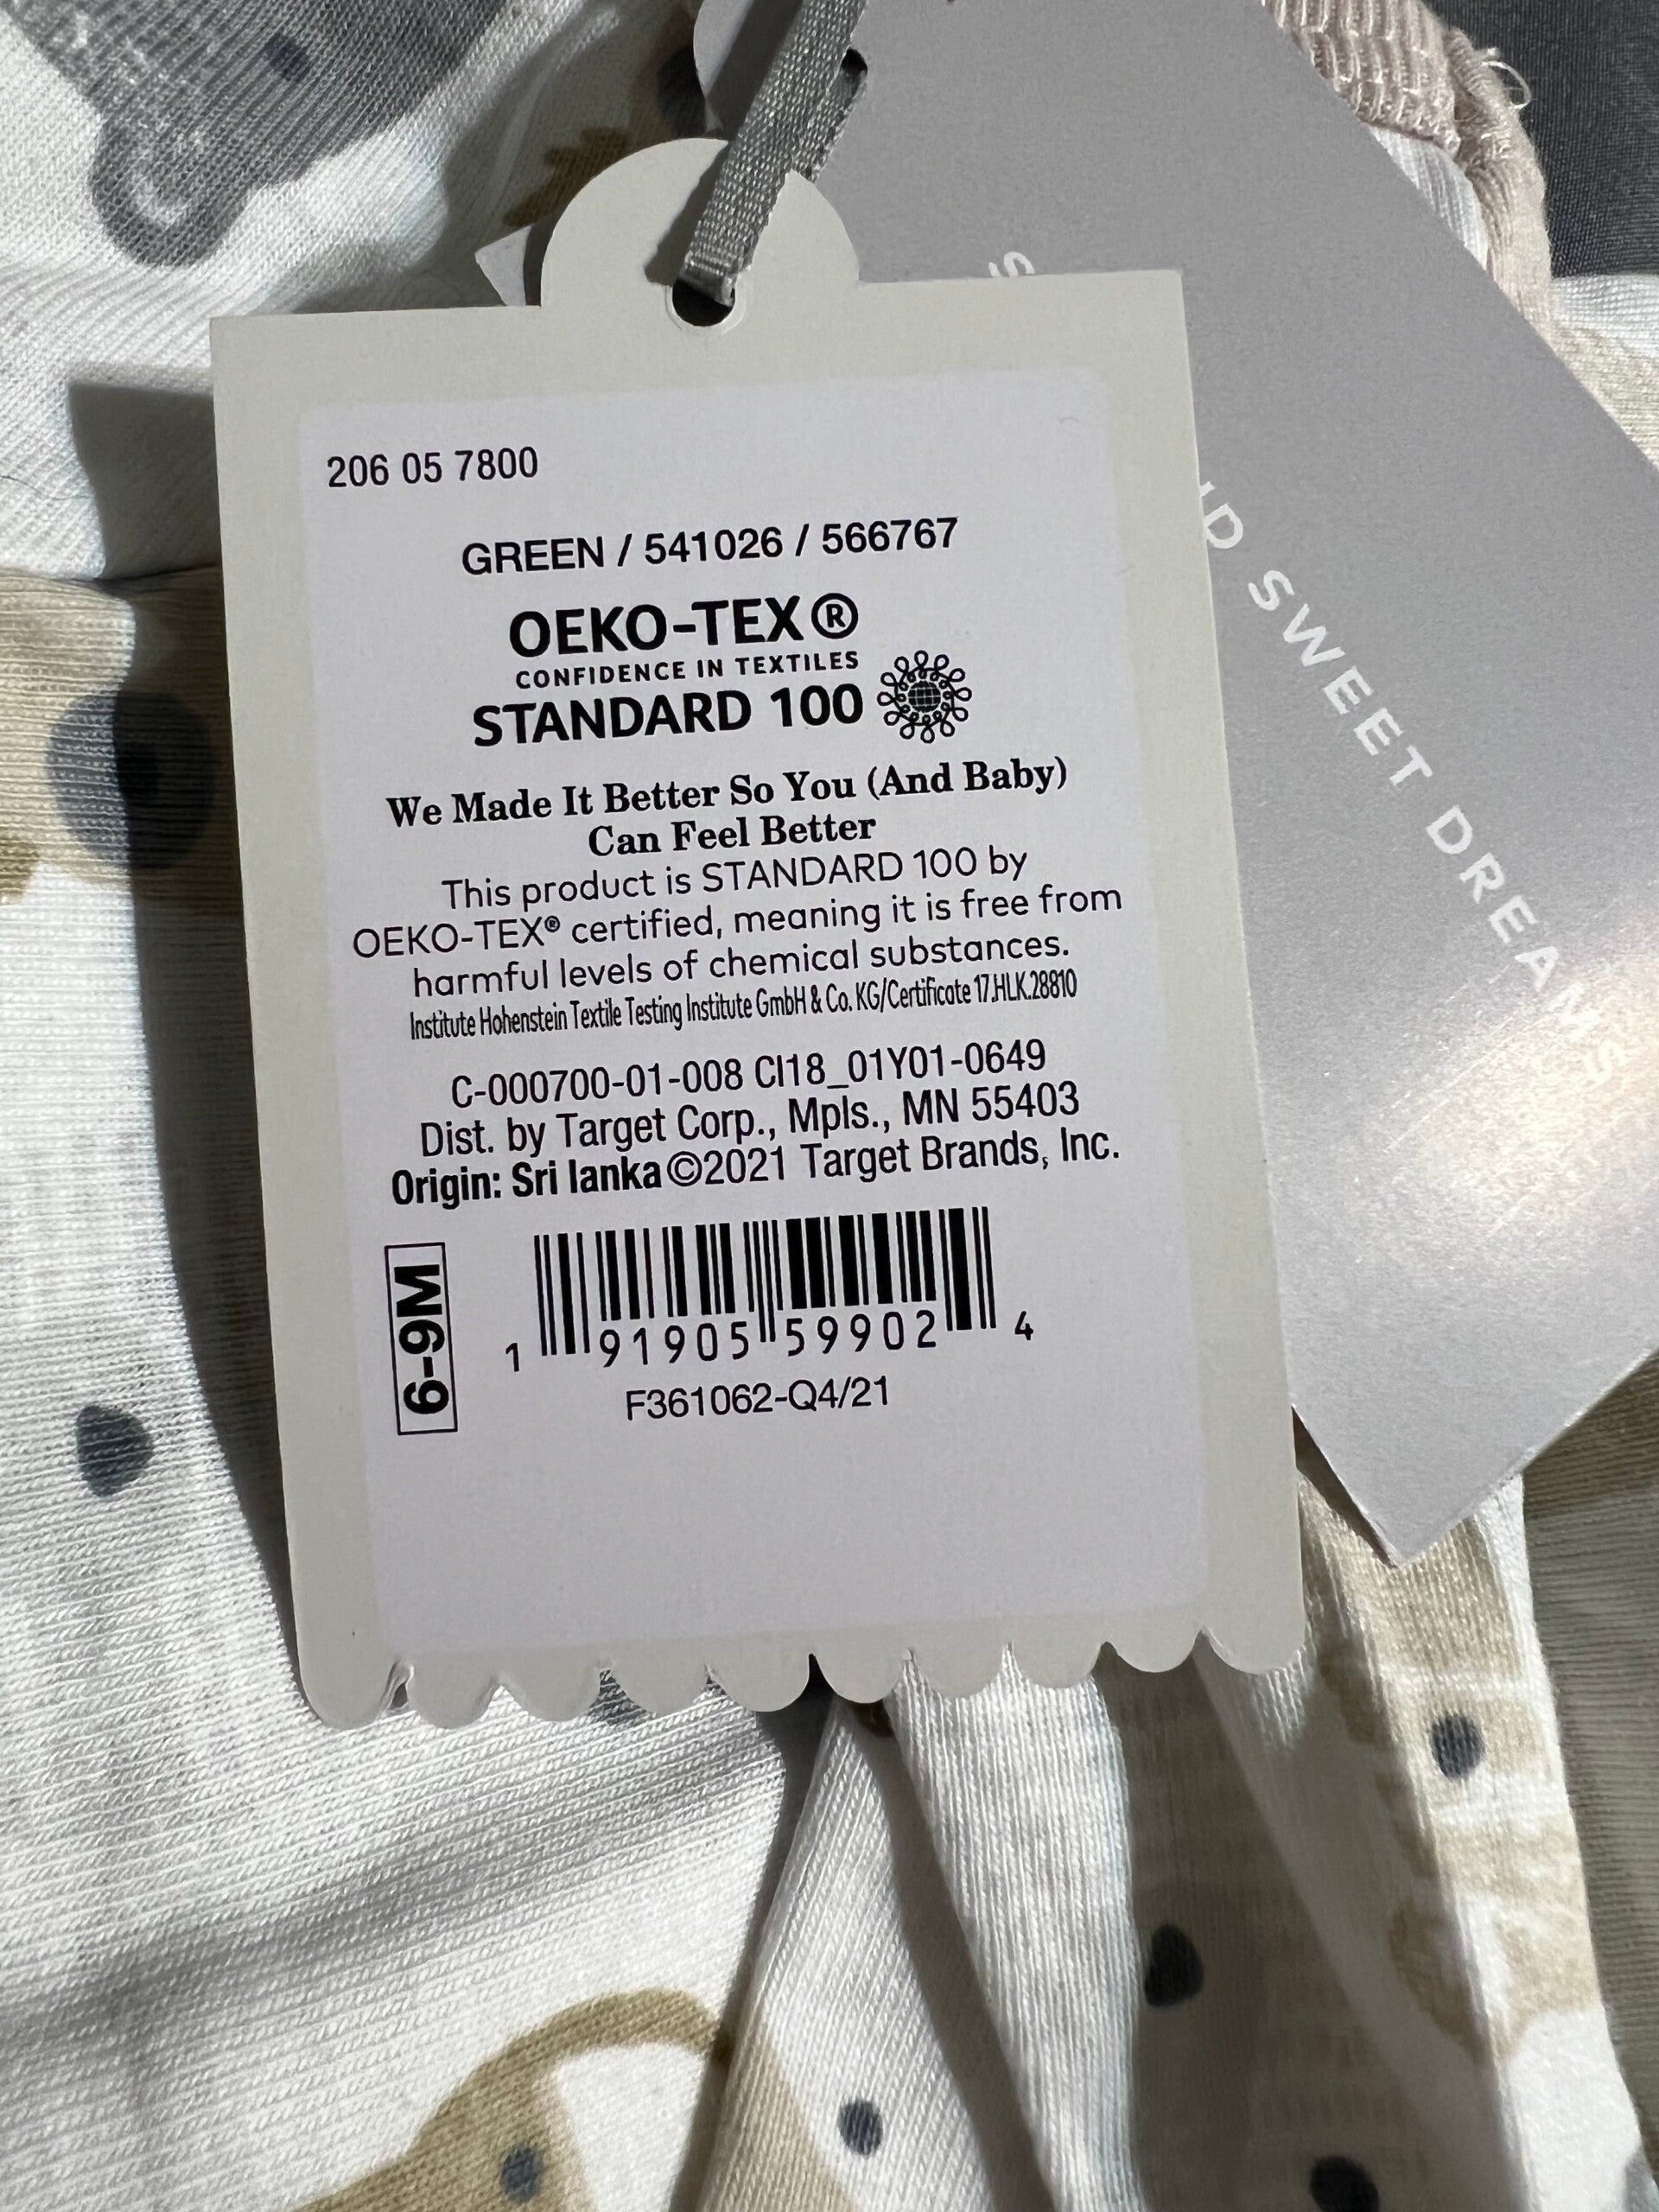 206 05 7800
GREEN / 541026 / 566767
OEKO-TEX®
CONFIDENCE IN TEXTILES
STANDARD 100
We Made It Better So You (And Baby)
Can Feel Better
This product is STANDARD 100 by
OEKO-TEX® certified, meaning it is free from
harmful levels of chemical substances.
Institute Hohenstein Textile Testing Institute GmbH & Co. KG/Certificate 17.HLK.28810
C-000700-01-008 CI18_01Y01-0649
Dist. by Target Corp., Mpls., MN 55403
Origin: Sri lanka ©2021 Target Brands, Inc.
6-9M
1 91905 59902 4
F361062-Q4/21
SWEET DREAMS